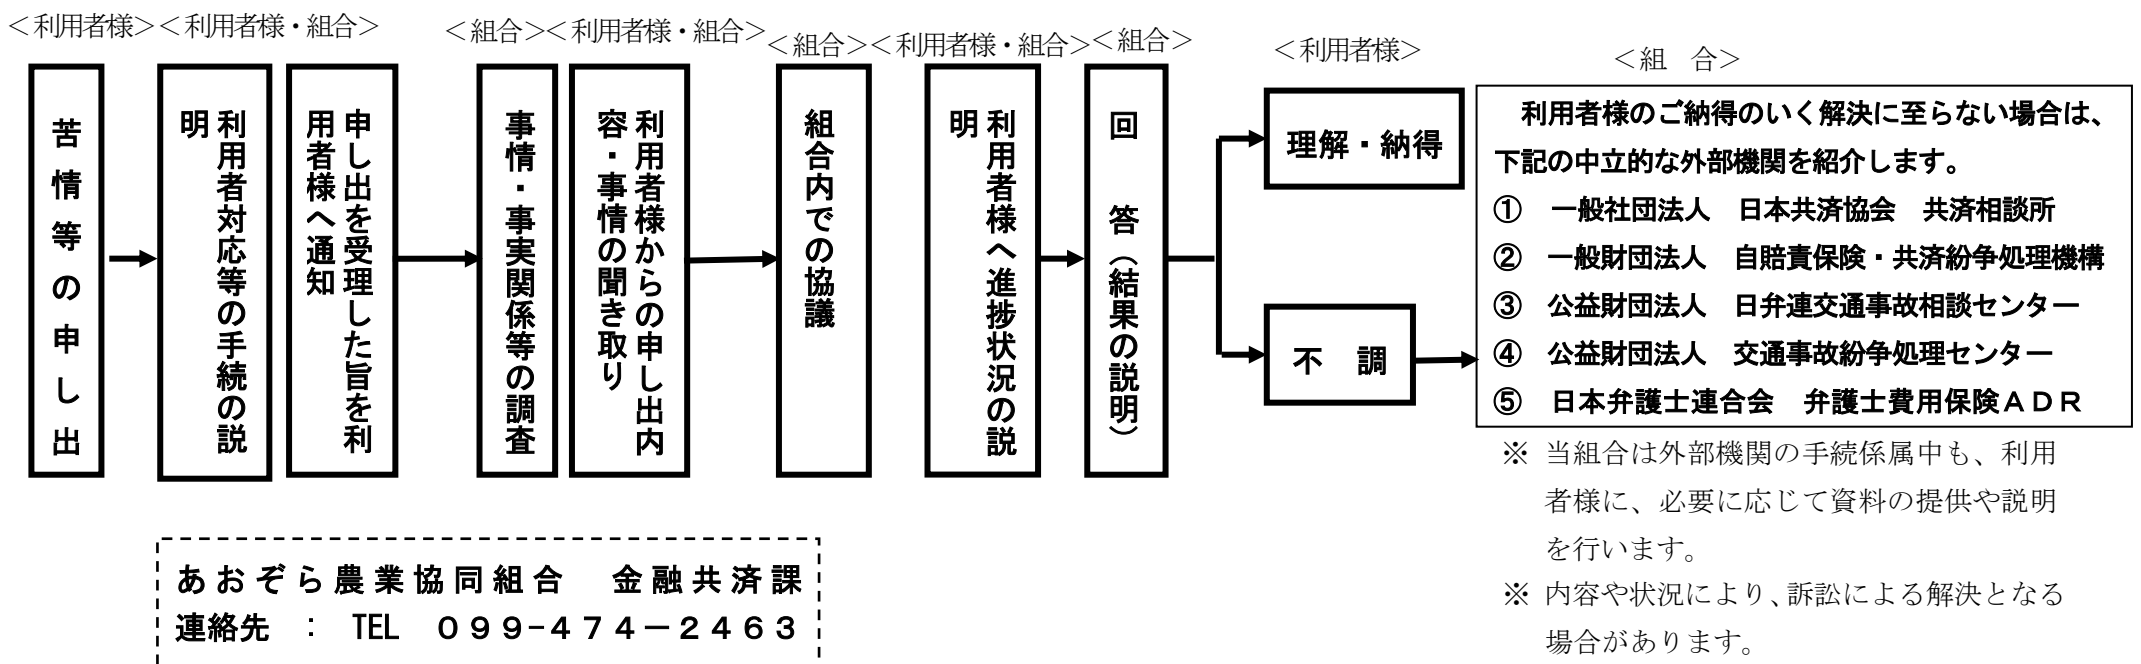 ＜利用者様＞＜利用者様・組合＞
＜組合＞＜利用者様・組合＞
＜組合＞＜利用者様・組合＞
＜組合＞
＜利用者様＞
＜組　合＞
苦情等の申し出
利用者対応等の手続の説
明
申し出を受理した旨を利
用者様へ通知
事情・事実関係等の調査
利用者様からの申し出内
容・事情の聞き取り
組合内での協議
利用者様へ進捗状況の説
明
回　答（結果の説明）
理解・納得
不　調
利用者様のご納得のいく解決に至らない場合は、
下記の中立的な外部機関を紹介します。
①　一般社団法人　日本共済協会　共済相談所
②　一般財団法人　自賠責保険・共済紛争処理機構
③　公益財団法人　日弁連交通事故相談センター
④　公益財団法人　交通事故紛争処理センター
⑤　日本弁護士連合会　弁護士費用保険ＡＤＲ
※ 当組合は外部機関の手続係属中も、利用
者様に、必要に応じて資料の提供や説明
を行います。
※ 内容や状況により、訴訟による解決となる
場合があります。
あおぞら農業協同組合　金融共済課
連絡先　：　TEL　０９９-４７４－２４６３